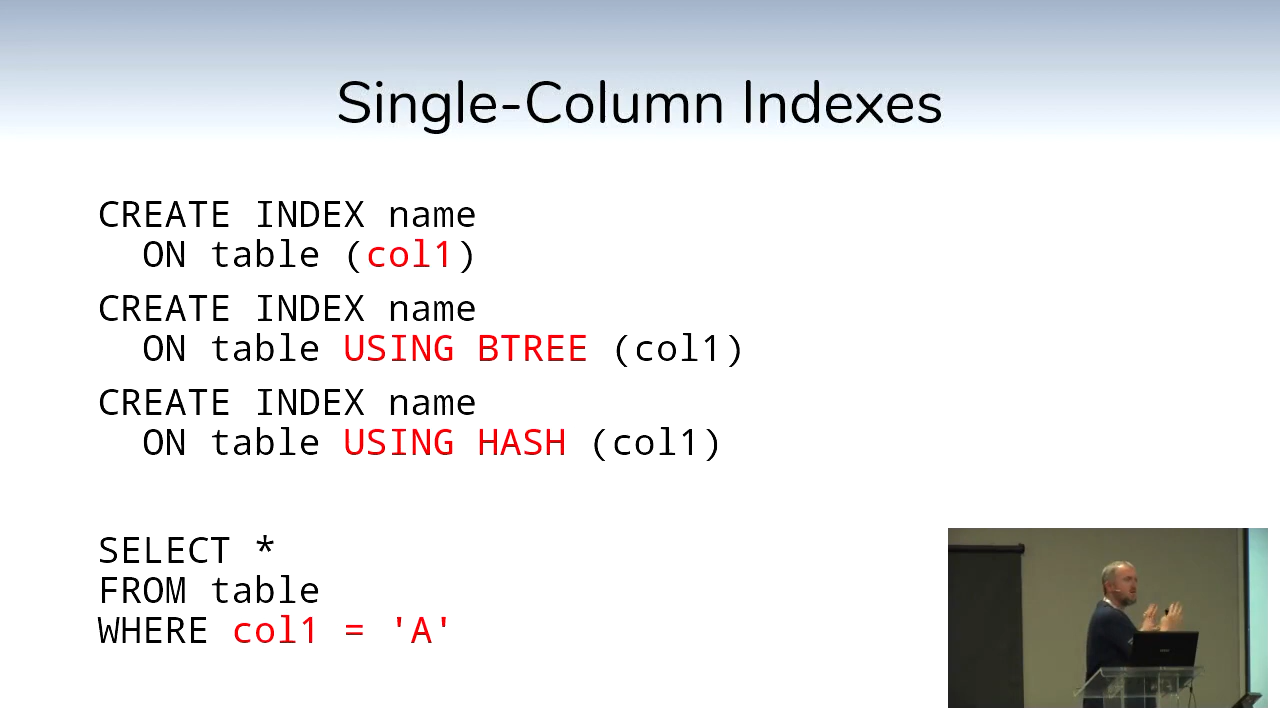 Single-Column Indexes
CREATE INDEX name
ON table (col1)
CREATE INDEX name
ON table USING BTREE (col1)
CREATE INDEX name
ON table USING HASH (col1)
SELECT *
FROM table
WHERE col1 = 'A'